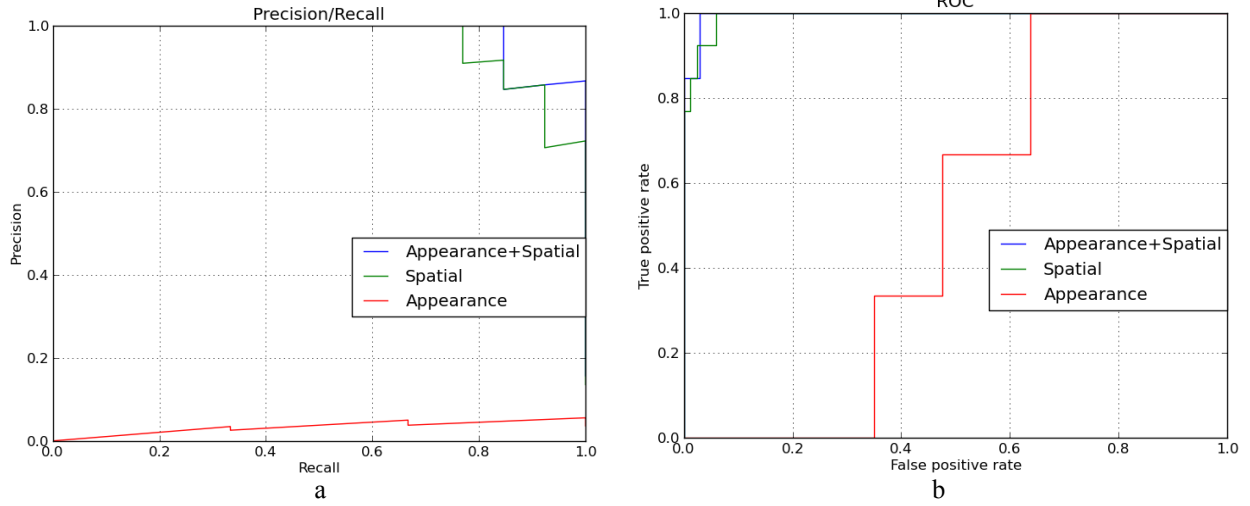 Precision/Recall
1.0
0.8
0.6
0.4
0.2
0.0
Precision
Appearance+Spatial
Spatial
Appearance
0.0 0.2 0.4 0.6 0.8 1.0
Recall
a
ROC
1.0
0.8
0.6
0.4
0.2
0.0
True positive rate
Appearance+Spatial
Spatial
Appearance
0.0 0.2 0.4 0.6 0.8 1.0
False positive rate
b